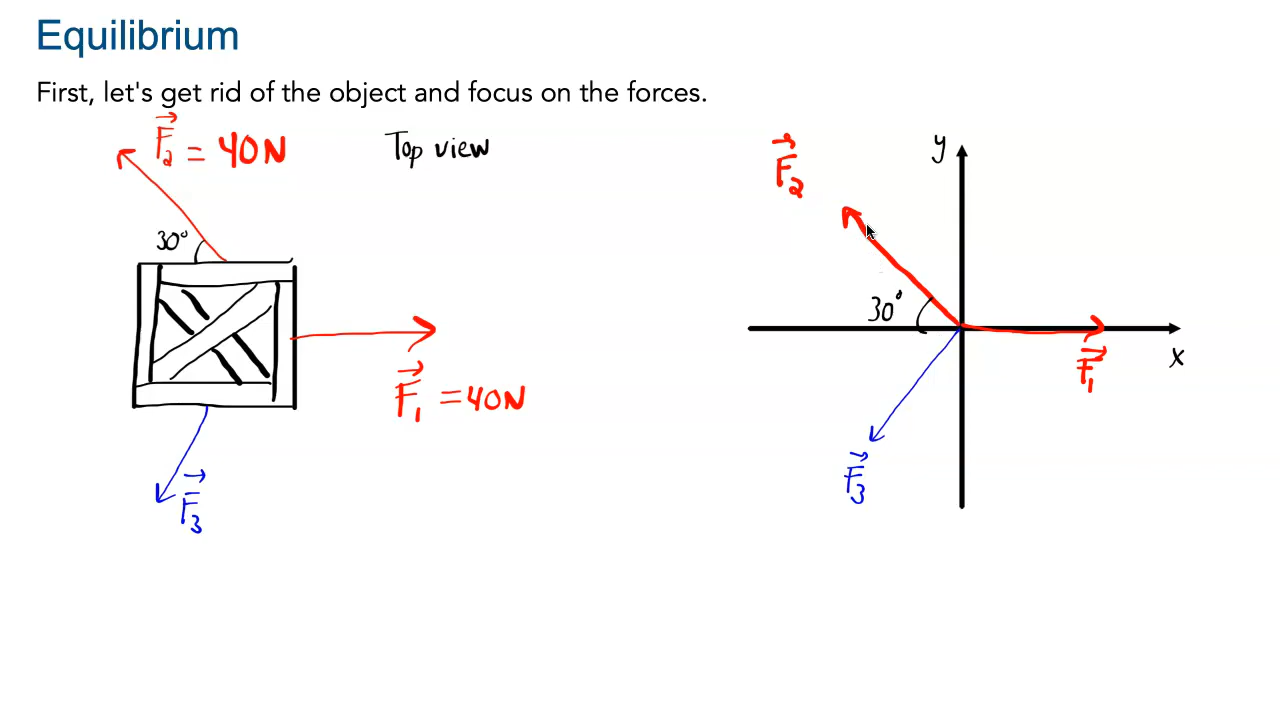 Equilibrium
First, let's get rid of the object and focus on the forces.
F₂ = 40N
Top view
30°
F₁ = 40N
F₃
y
F₂
30°
x
F₁
F₃